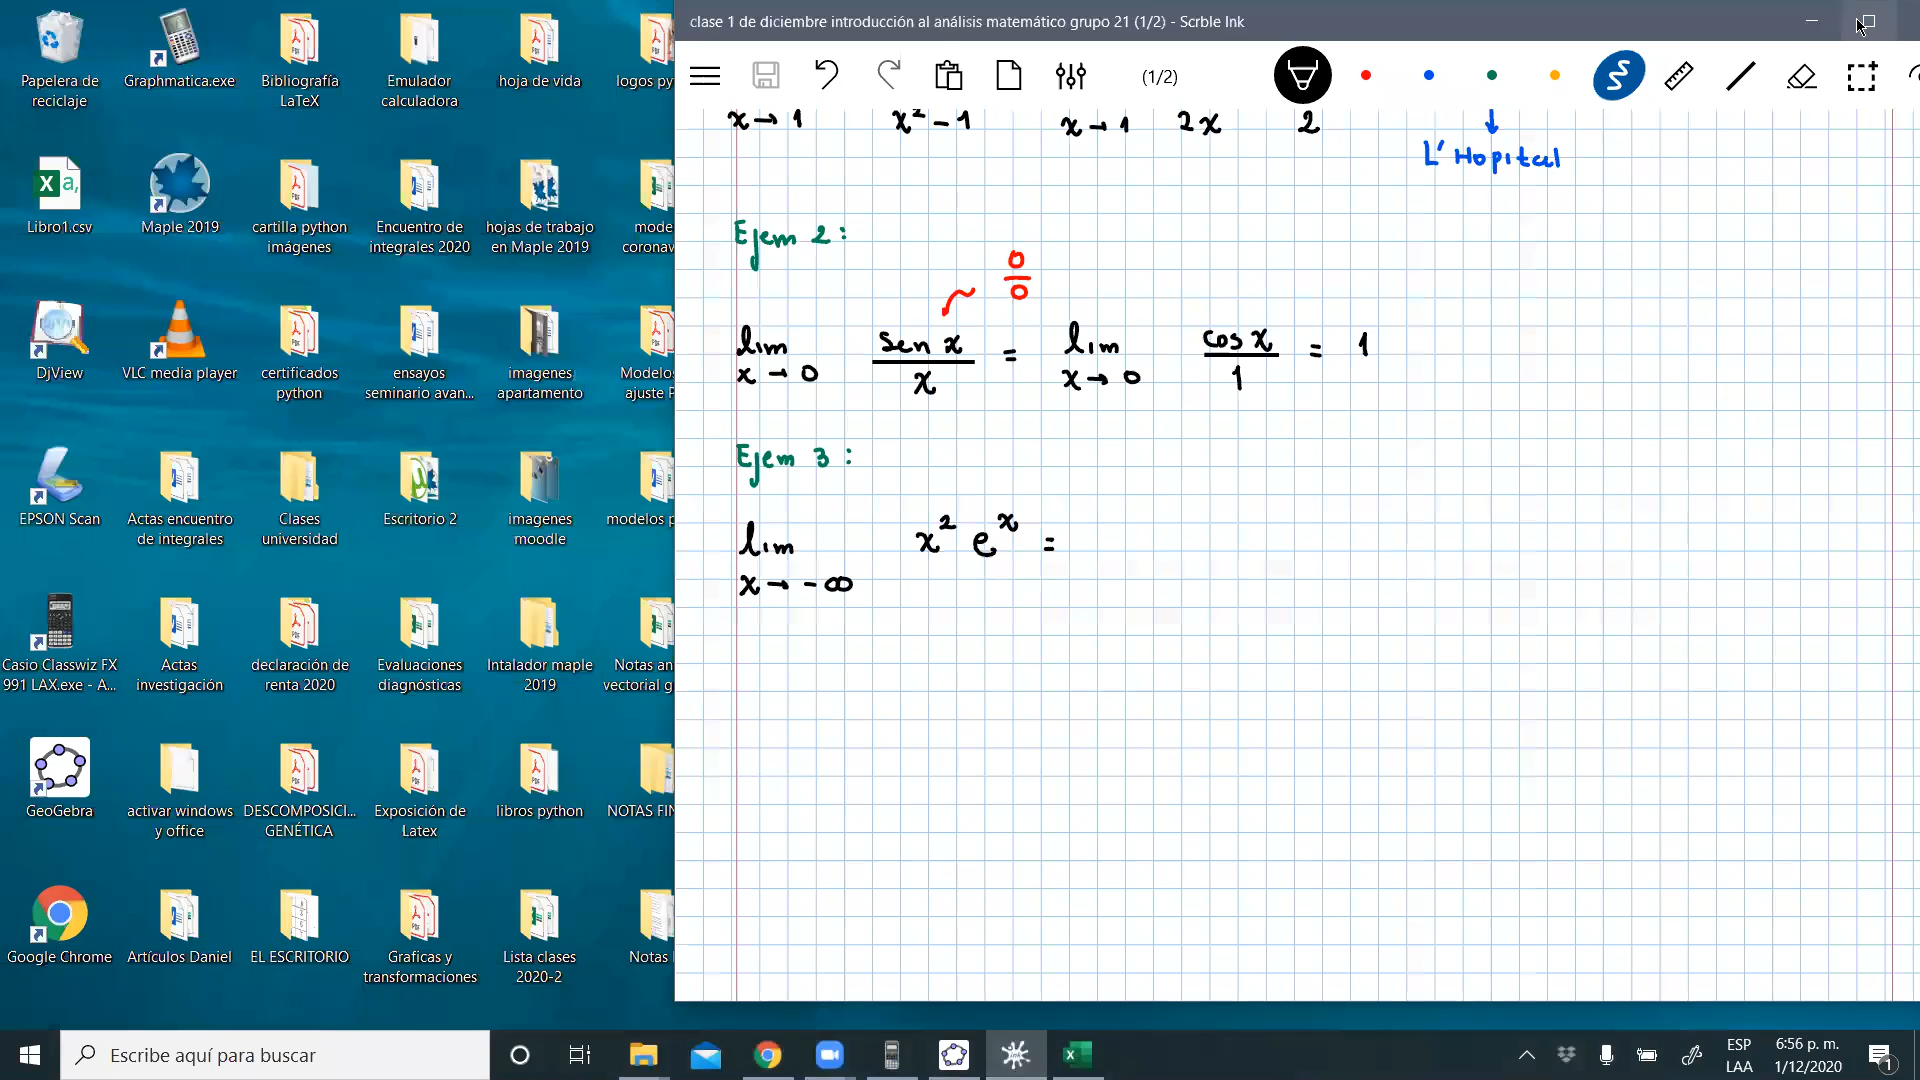 Papelera de reciclaje
Graphmatica.exe
Bibliografía LaTeX
Emulador calculadora
hoja de vida
logos py
Libro1.csv
Maple 2019
cartilla python imágenes
Encuentro de integrales 2020
hojas de trabajo en Maple 2019
mode coronav
DjView
VLC media player
certificados python
ensayos seminario avan...
imagenes apartamento
Modelos ajuste P
EPSON Scan
Actas encuentro de integrales
Clases universidad
Escritorio 2
imagenes moodle
modelos p
Casio Classwiz FX 991 LAX.exe - A...
Actas investigación
declaración de renta 2020
Evaluaciones diagnósticas
Intalador maple 2019
Notas an vectorial g
GeoGebra
activar windows y office
DESCOMPOSICI... GENÉTICA
Exposición de Latex
libros python
NOTAS FIN
Google Chrome
Artículos Daniel
EL ESCRITORIO
Graficas y transformaciones
Lista clases 2020-2
Notas
clase 1 de diciembre introducción al análisis matemático grupo 21 (1/2) - Scrble Ink
(1/2)
x → 1 x² - 1 x → 1 2x 2
L' Hopital
Ejem 2 :
0
0
lim sen x = lim cos x = 1
x → 0 x x → 0 1
Ejem 3 :
lim x² eˣ =
x → - ∞
Escribe aquí para buscar
ESP
LAA
6:56 p. m.
1/12/2020
1